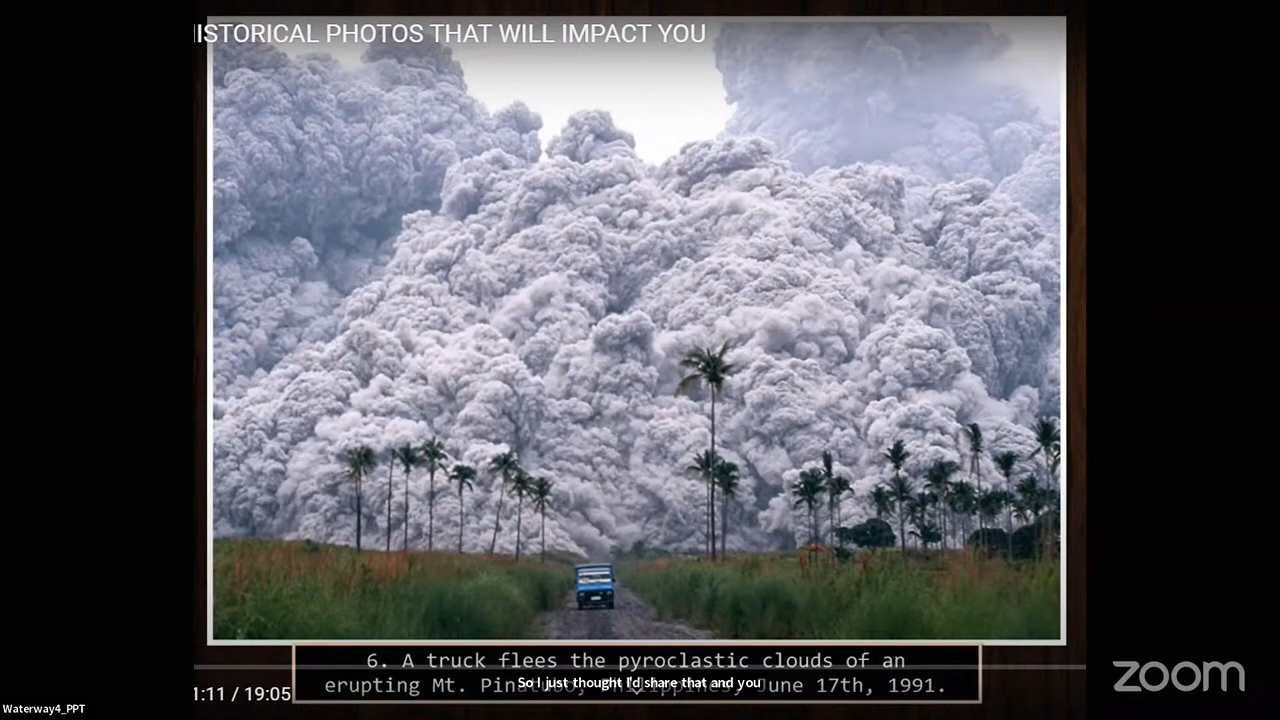 ISTORICAL PHOTOS THAT WILL IMPACT YOU
6. A truck flees the pyroclastic clouds of an
erupting Mt. June 17th, 1991.
So I just thought I'd share that and you
1:11 / 19:05
zoom
Waterway4_PPT